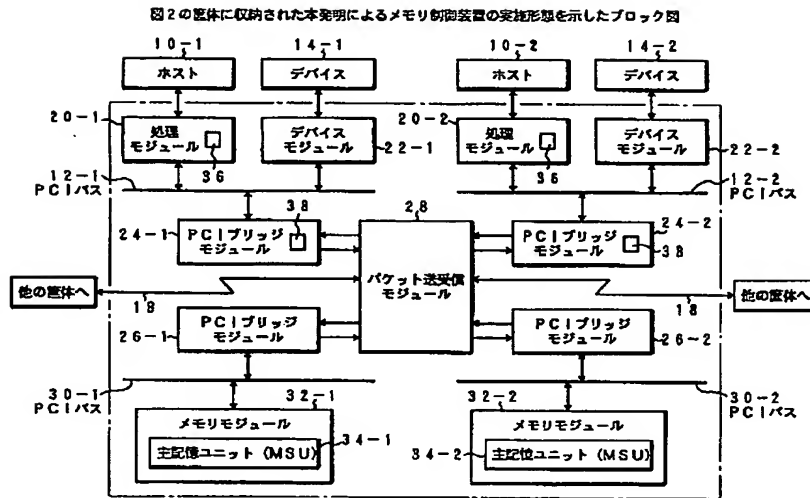 図2の筐体に収納された本発明によるメモリ制御装置の実施形態を示したブロック図
10-1 14-1 10-2 14-2
ホスト デバイス ホスト デバイス
20-1 20-2
処理
モジュール
36
デバイス
モジュール
22-1
処理
モジュール
36
デバイス
モジュール
22-2
12-1
PCIバス
12-2
PCIバス
24-1
PCIブリッジ
モジュール
38
28
パケット送受信
モジュール
PCIブリッジ
モジュール
24-2
38
他の筐体へ
18
18
他の筐体へ
26-1
PCIブリッジ
モジュール
PCIブリッジ
モジュール
26-2
30-1
PCIバス
30-2
PCIバス
32-1
メモリモジュール
主記憶ユニット(MSU)
34-1
32-2
メモリモジュール
主記憶ユニット(MSU)
34-2